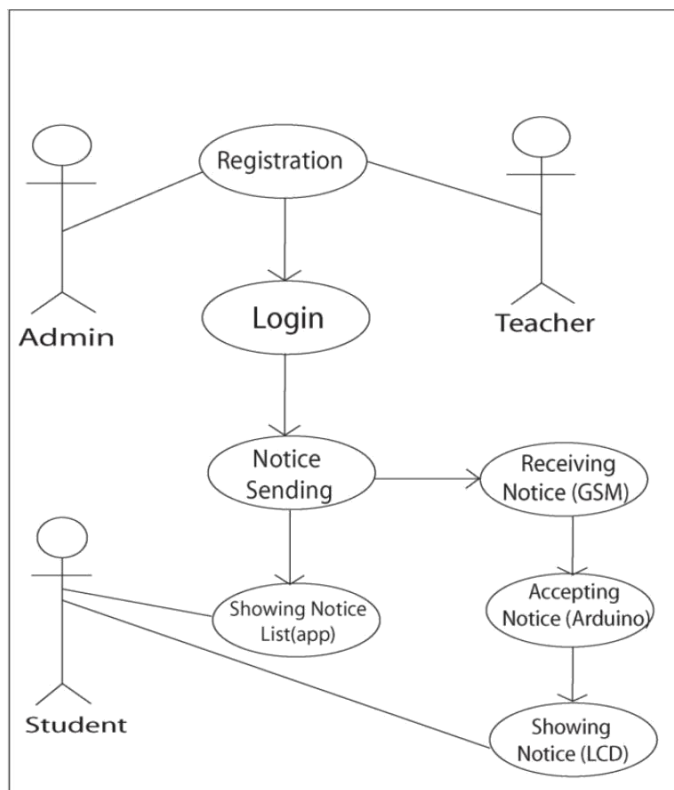 Registration
Admin
Teacher
Login
Notice
Sending
Receiving
Notice (GSM)
Accepting
Notice (Arduino)
Showing Notice
List(app)
Student
Showing
Notice (LCD)